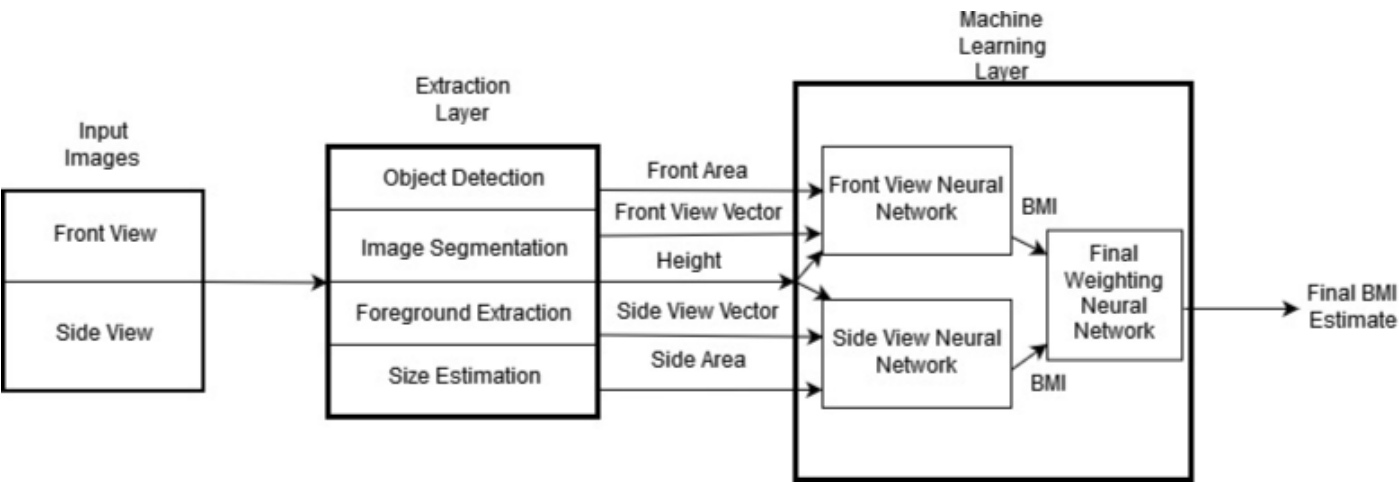 Input
Images
Front View
Side View
Extraction
Layer
Object Detection
Image Segmentation
Foreground Extraction
Size Estimation
Front Area
Front View Vector
Height
Side View Vector
Side Area
Machine
Learning
Layer
Front View Neural
Network
Side View Neural
Network
BMI
BMI
Final
Weighting
Neural
Network
Final BMI
Estimate